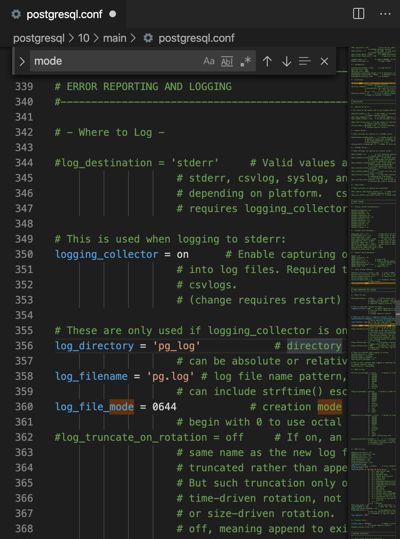 postgresql.conf
postgresql > 10 > main > postgresql.conf
mode Aa Abl .*
339 # ERROR REPORTING AND LOGGING
340 #------------------------------------------
341
342 # - Where to Log -
343
344 #log_destination = 'stderr' # Valid values a
345 # stderr, csvlog, syslog, an
346 # depending on platform. cs
347 # requires logging_collector
348
349 # This is used when logging to stderr:
350 logging_collector = on # Enable capturing o
351 # into log files. Required t
352 # csvlogs.
353 # (change requires restart)
354
355 # These are only used if logging_collector is on
356 log_directory = 'pg_log' # directory
357 # can be absolute or relativ
358 log_filename = 'pg.log' # log file name pattern,
359 # can include strftime() esc
360 log_file_mode = 0644 # creation mode
361 # begin with 0 to use octal
362 #log_truncate_on_rotation = off # If on, an
363 # same name as the new log f
364 # truncated rather than appe
365 # But such truncation only o
366 # time-driven rotation, not
367 # or size-driven rotation.
368 # off, meaning append to exi